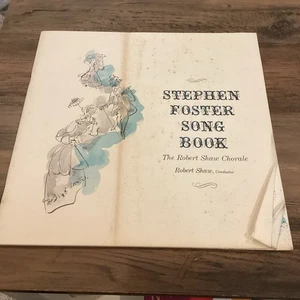 STEPHEN
FOSTER
SONG
BOOK
The Robert Shaw Chorale
Robert Shaw, Conductor